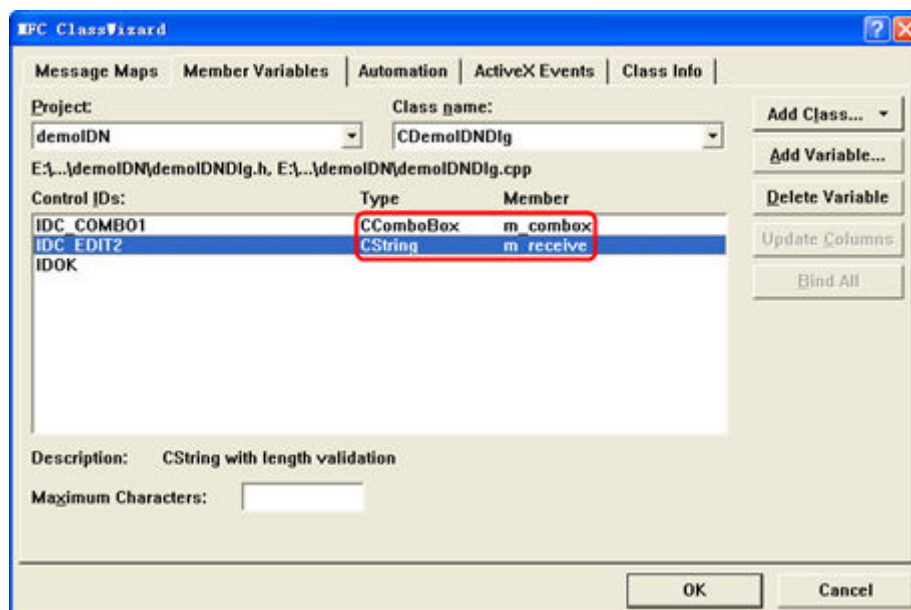 MFC ClassWizard
Message Maps Member Variables Automation ActiveX Events Class Info
Project: Class name:
demoIDN CDemoIDNDlg
Add Class...
E:\...\demoIDN\demoIDNDlg.h, E:\...\demoIDN\demoIDNDlg.cpp
Add Variable...
Control IDs: Type Member
Delete Variable
IDC_COMBO1 CComboBox m_combox
IDC_EDIT2 CString m_receive
Update Columns
IDOK
Bind All
Description: CString with length validation
Maximum Characters:
OK Cancel